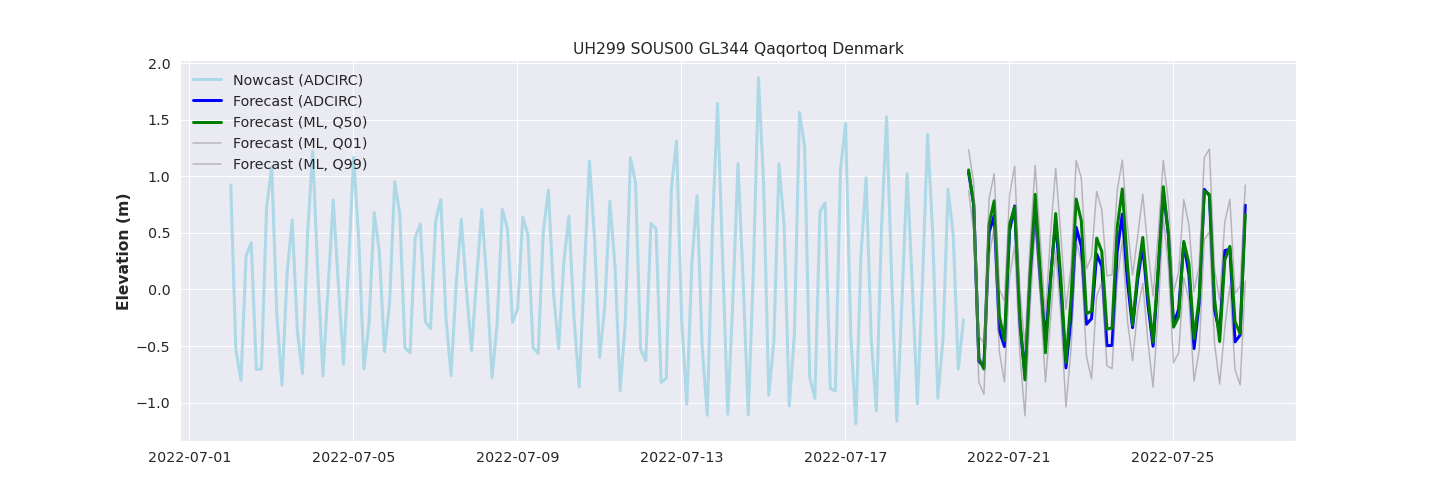 UH299 SOUS00 GL344 Qaqortoq Denmark
Nowcast (ADCIRC)
Forecast (ADCIRC)
Forecast (ML, Q50)
Forecast (ML, Q01)
Forecast (ML, Q99)
Elevation (m)
2.0
1.5
1.0
0.5
0.0
−0.5
−1.0
2022-07-01 2022-07-05 2022-07-09 2022-07-13 2022-07-17 2022-07-21 2022-07-25